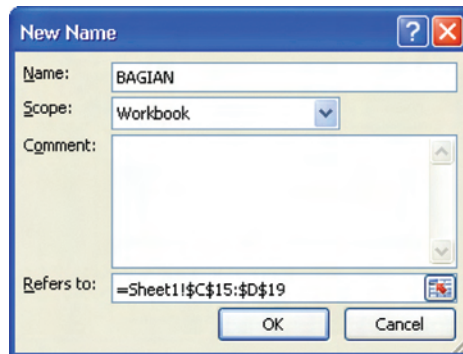 New Name
Name: BAGIAN
Scope: Workbook
Comment:
Refers to: =Sheet1!$C$15:$D$19
OK Cancel